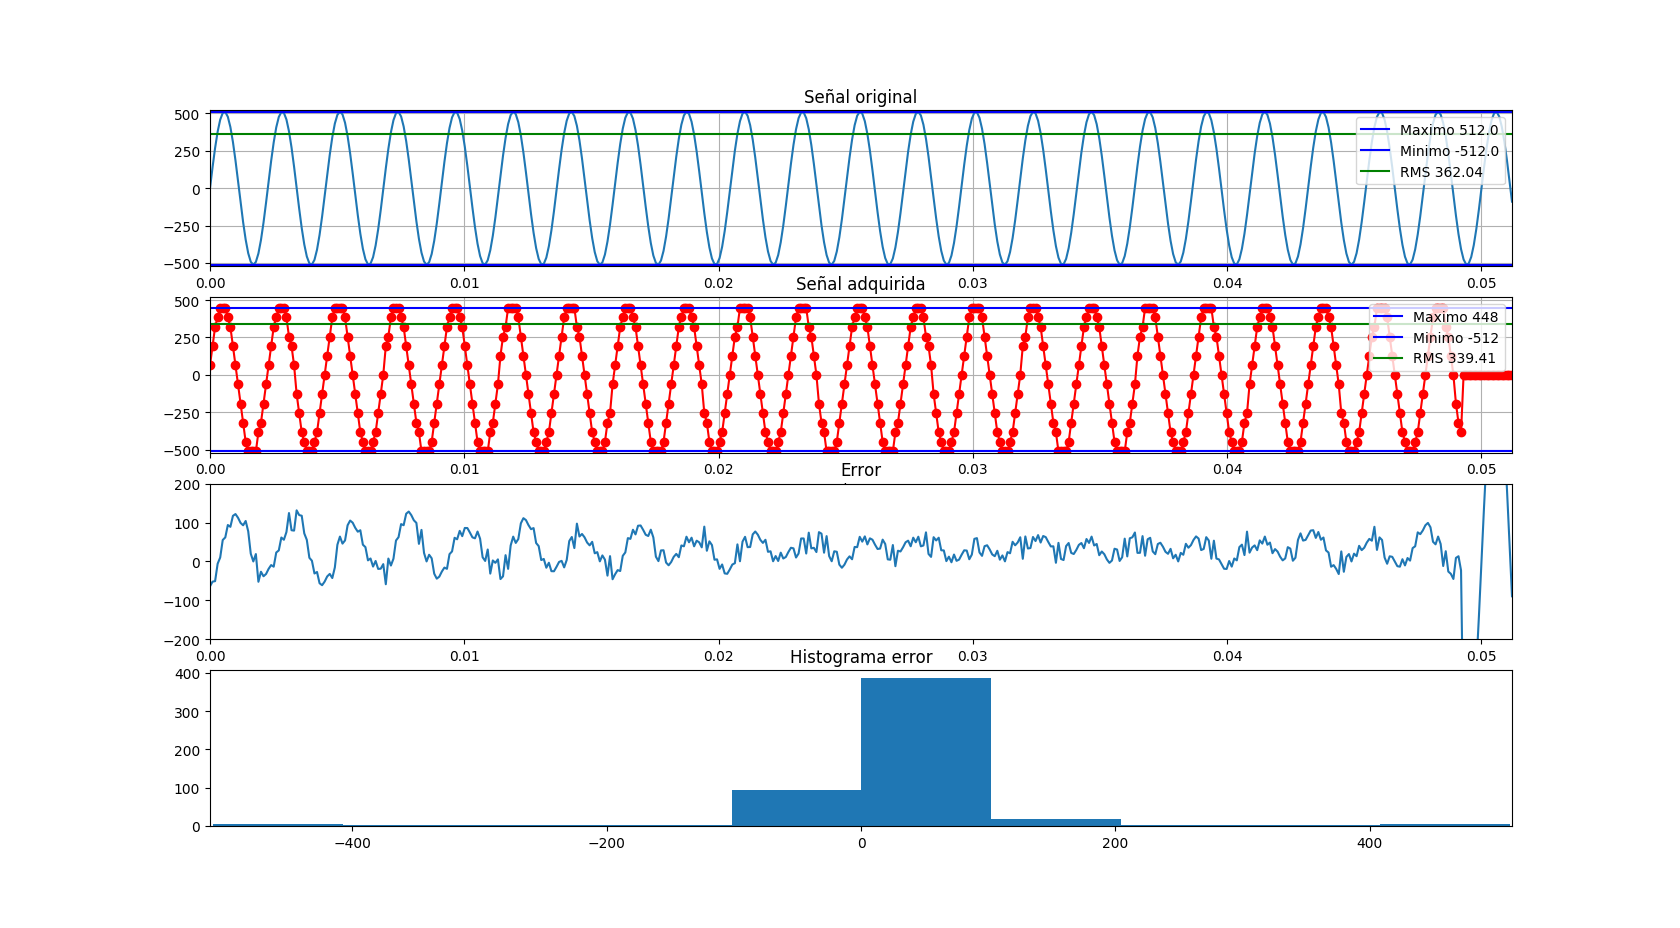 Señal original
500
250
0
−250
−500
Maximo 512.0
Minimo -512.0
RMS 362.04
0.00 0.01 0.02 0.03 0.04 0.05
Señal adquirida
500
250
0
−250
−500
Maximo 448
Minimo -512
RMS 339.41
0.00 0.01 0.02 0.03 0.04 0.05
Error
200
100
0
−100
−200
0.00 0.01 0.02 0.03 0.04 0.05
Histograma error
400
300
200
100
0
−400 −200 0 200 400